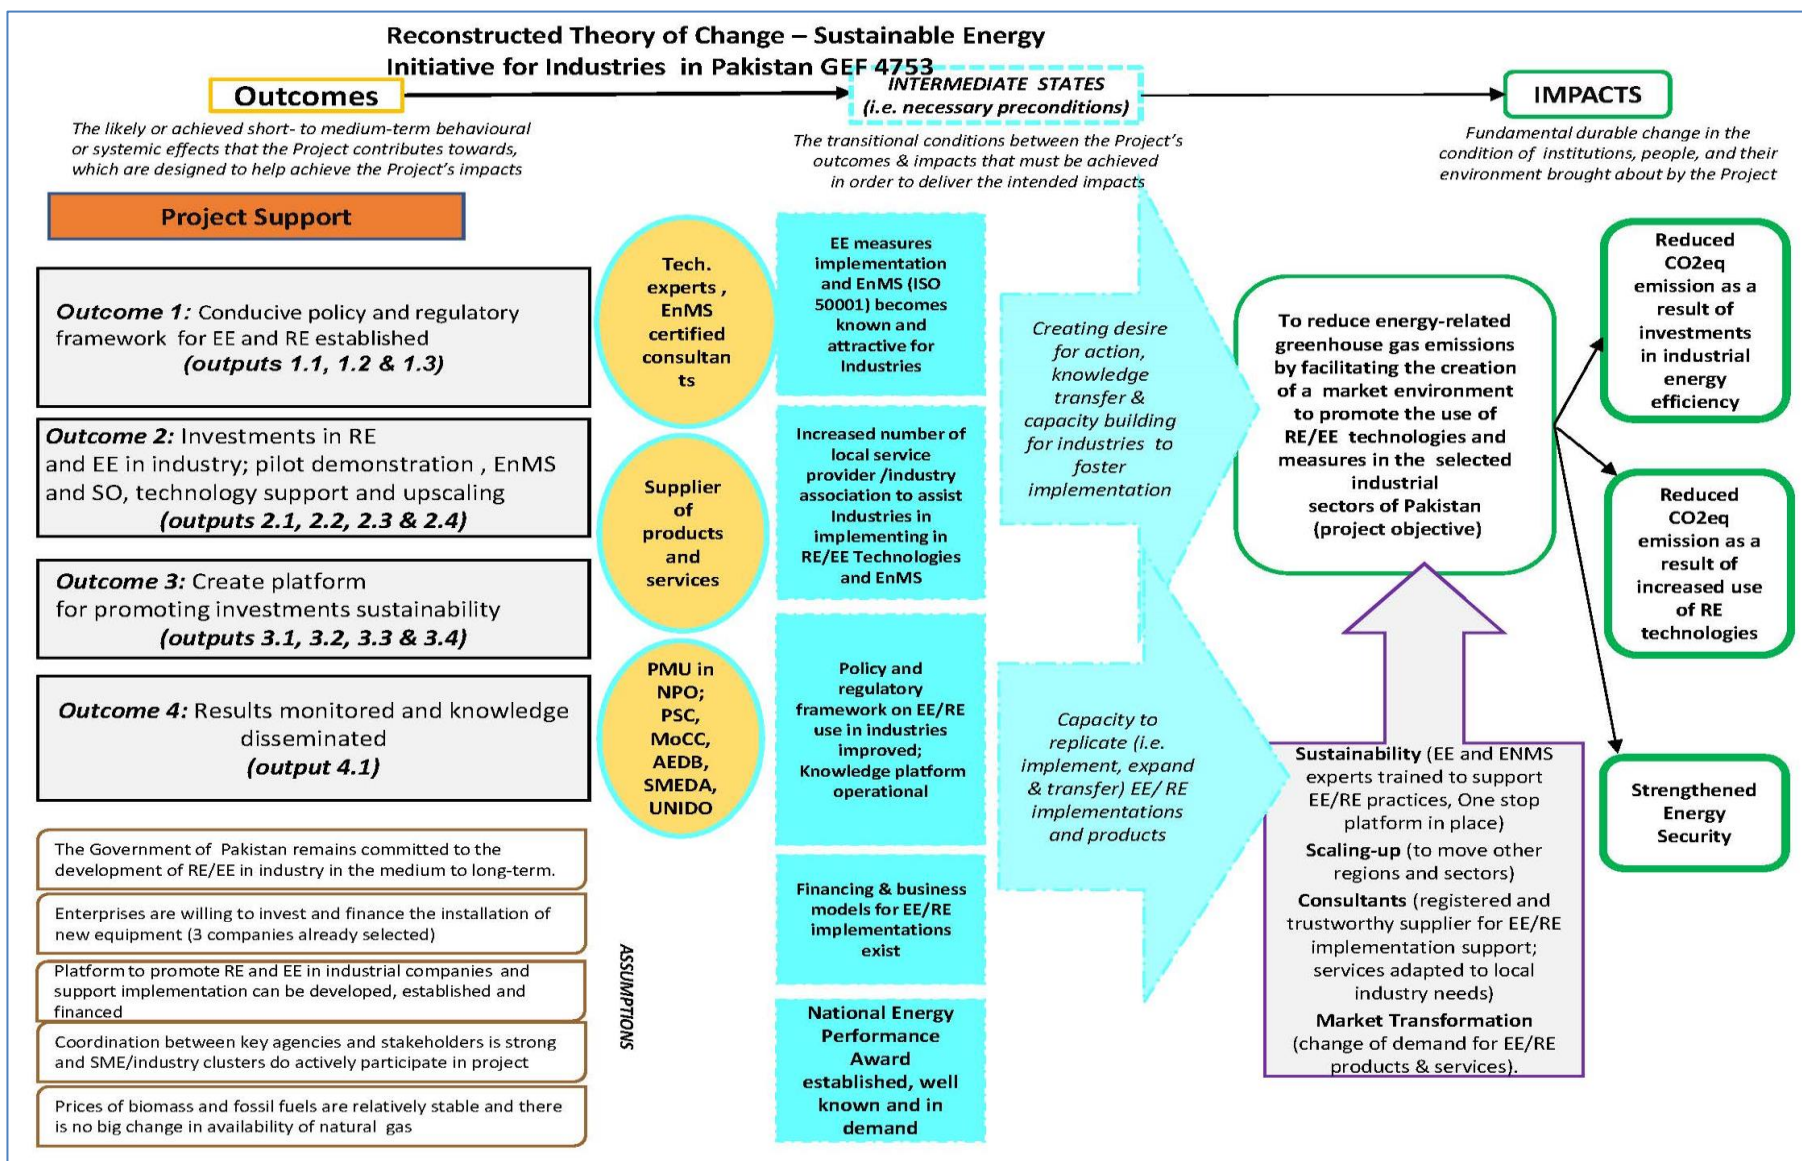 Reconstructed Theory of Change – Sustainable Energy
Initiative for Industries in Pakistan GEF 4753
Outcomes
INTERMEDIATE STATES
(i.e. necessary preconditions)
IMPACTS
The likely or achieved short- to medium-term behavioural
or systemic effects that the Project contributes towards,
which are designed to help achieve the Project's impacts
The transitional conditions between the Project's
outcomes & impacts that must be achieved
in order to deliver the intended impacts
Fundamental durable change in the
condition of institutions, people, and their
environment brought about by the Project
Project Support
Outcome 1: Conducive policy and regulatory
framework for EE and RE established
(outputs 1.1, 1.2 & 1.3)
Outcome 2: Investments in RE
and EE in industry; pilot demonstration , EnMS
and SO, technology support and upscaling
(outputs 2.1, 2.2, 2.3 & 2.4)
Outcome 3: Create platform
for promoting investments sustainability
(outputs 3.1, 3.2, 3.3 & 3.4)
Outcome 4: Results monitored and knowledge
disseminated
(output 4.1)
The Government of Pakistan remains committed to the
development of RE/EE in industry in the medium to long-term.
Enterprises are willing to invest and finance the installation of
new equipment (3 companies already selected)
Platform to promote RE and EE in industrial companies and
support implementation can be developed, established and
financed
Coordination between key agencies and stakeholders is strong
and SME/industry clusters do actively participate in project
Prices of biomass and fossil fuels are relatively stable and there
is no big change in availability of natural gas
ASSUMPTIONS
Tech.
experts ,
EnMS
certified
consultan
ts
Supplier
of
products
and
services
PMU in
NPO;
PSC,
MoCC,
AEDB,
SMEDA,
UNIDO
EE measures
implementation
and EnMS (ISO
50001) becomes
known and
attractive for
Industries
Increased number of
local service
provider /industry
association to assist
Industries in
implementing in
RE/EE Technologies
and EnMS
Policy and
regulatory
framework on EE/RE
use in industries
improved;
Knowledge platform
operational
Financing & business
models for EE/RE
implementations
exist
National Energy
Performance
Award
established, well
known and in
demand
Creating desire
for action,
knowledge
transfer &
capacity building
for industries to
foster
implementation
Capacity to
replicate (i.e.
implement, expand
& transfer) EE/ RE
implementations
and products
To reduce energy-related
greenhouse gas emissions
by facilitating the creation
of a market environment
to promote the use of
RE/EE technologies and
measures in the selected
industrial
sectors of Pakistan
(project objective)
Sustainability (EE and ENMS
experts trained to support
EE/RE practices, One stop
platform in place)
Scaling-up (to move other
regions and sectors)
Consultants (registered and
trustworthy supplier for EE/RE
implementation support;
services adapted to local
industry needs)
Market Transformation
(change of demand for EE/RE
products & services).
Reduced
CO2eq
emission as a
result of
investments
in industrial
energy
efficiency
Reduced
CO2eq
emission as a
result of
increased use
of RE
technologies
Strengthened
Energy
Security